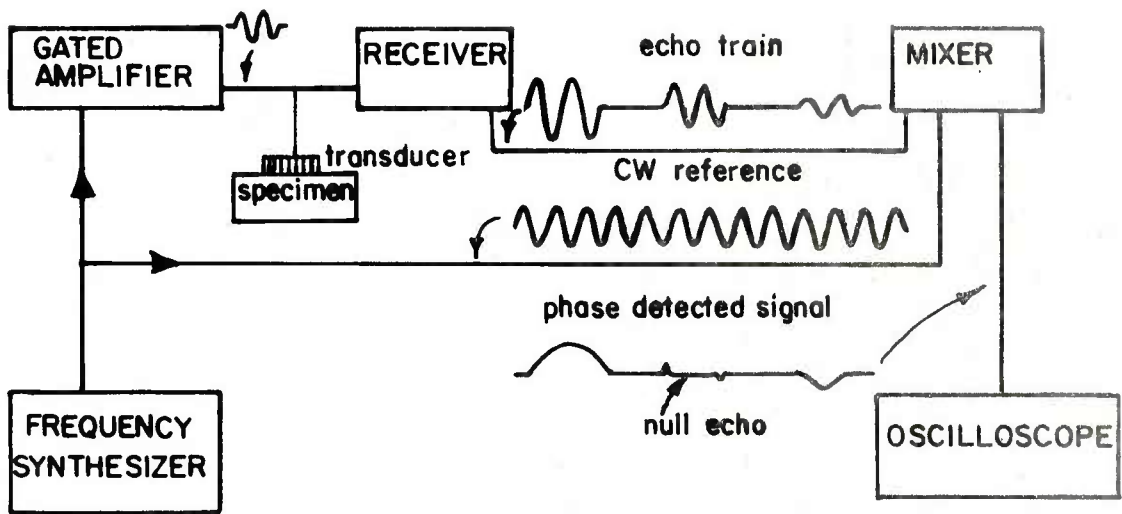 GATED
AMPLIFIER
RECEIVER
echo train
MIXER
transducer
specimen
CW reference
phase detected signal
null echo
FREQUENCY
SYNTHESIZER
OSCILLOSCOPE